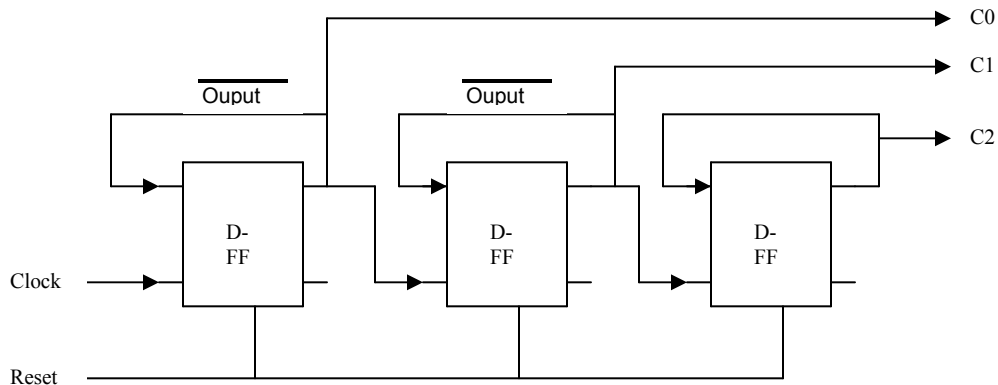 C0
C1
Ouput
Ouput
C2
D-
FF
D-
FF
D-
FF
Clock
Reset